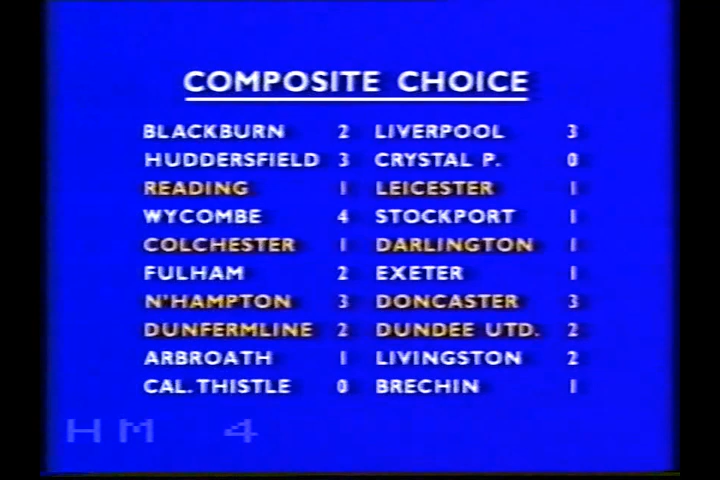 COMPOSITE CHOICE
BLACKBURN 2 LIVERPOOL 3
HUDDERSFIELD 3 CRYSTAL P. 0
READING 1 LEICESTER 1
WYCOMBE 4 STOCKPORT 1
COLCHESTER 1 DARLINGTON 1
FULHAM 2 EXETER 1
N'HAMPTON 3 DONCASTER 3
DUNFERMLINE 2 DUNDEE UTD. 2
ARBROATH 1 LIVINGSTON 2
CAL. THISTLE 0 BRECHIN 1
HM 4